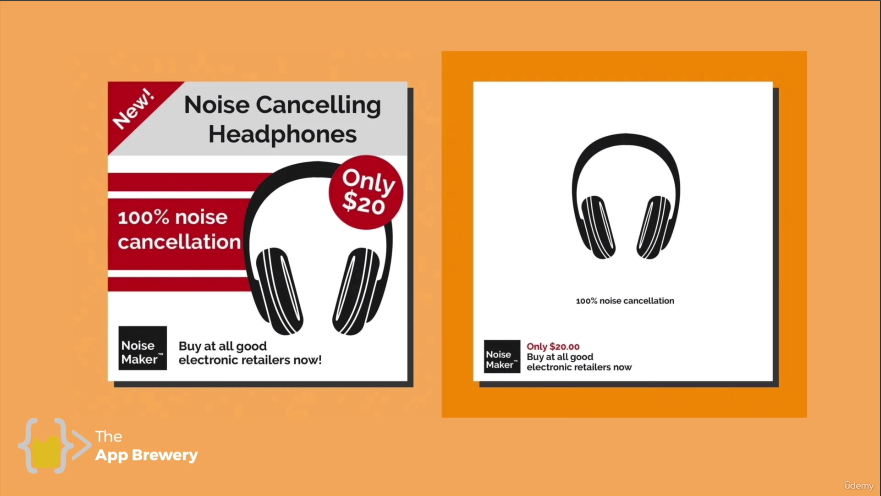 New!
Noise Cancelling
Headphones
Only
$20
100% noise
cancellation
Noise
Maker™
Buy at all good
electronic retailers now!
100% noise cancellation
Noise
Maker™
Only $20.00
Buy at all good
electronic retailers now
The
App Brewery
ûdemy